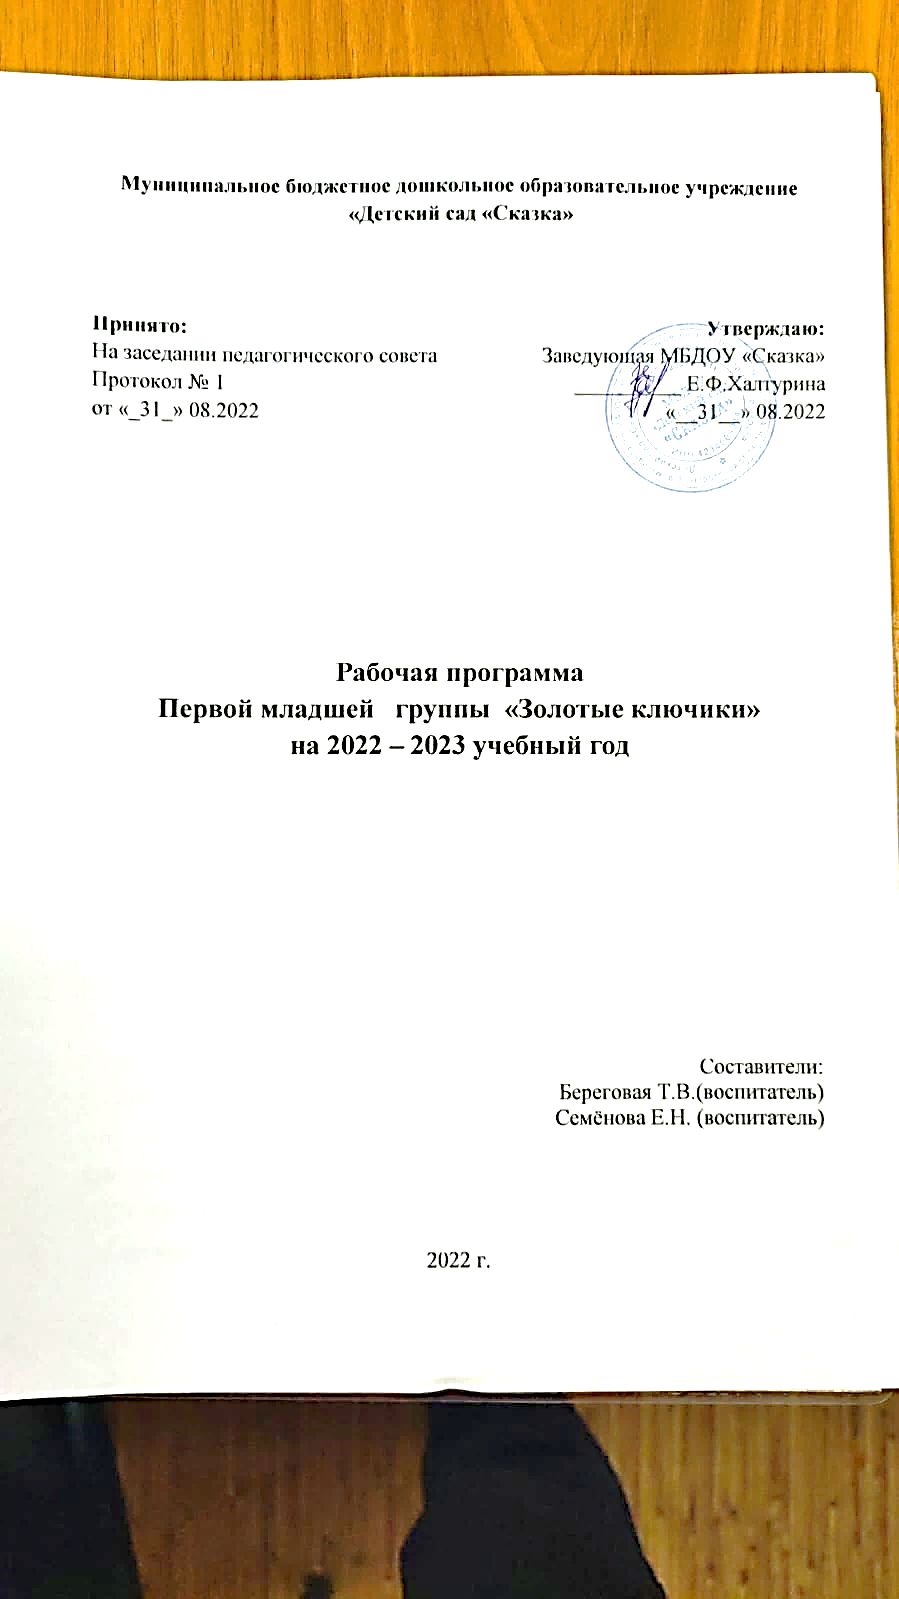 Муниципальное бюджетное дошкольное образовательное учреждение
«Детский сад «Сказка»
Принято:
На заседании педагогического совета
Протокол № 1
от «_31_» 08.2022
Утверждаю:
Заведующая МБДОУ «Сказка»
__________ Е.Ф.Халтурина
«__31__» 08.2022
«Сказка»
Рабочая программа
Первой младшей группы «Золотые ключики»
на 2022 – 2023 учебный год
Составители:
Береговая Т.В.(воспитатель)
Семёнова Е.Н. (воспитатель)
2022 г.